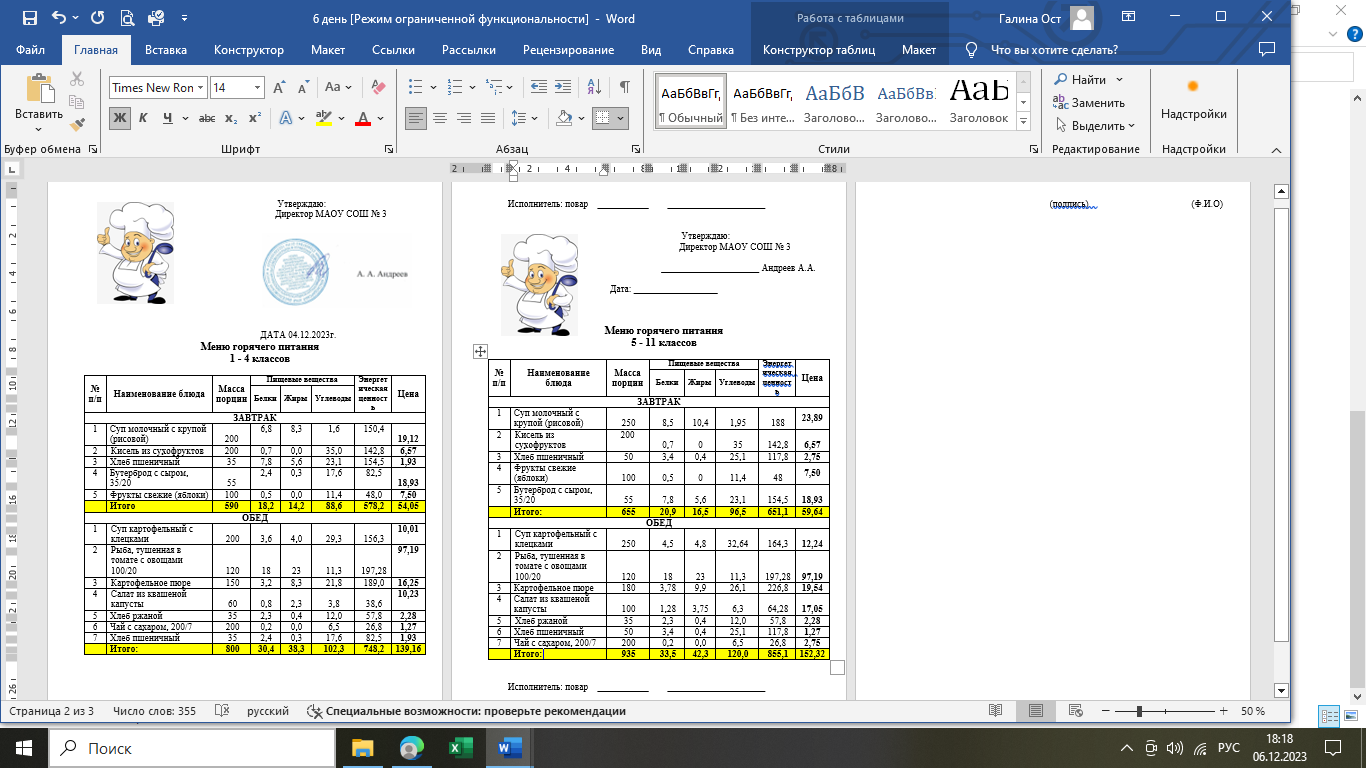 6 день [Режим ограниченной функциональности] - Word
Работа с таблицами
Галина Ост
Файл Главная Вставка Конструктор Макет Ссылки Рассылки Рецензирование Вид Справка Конструктор таблиц Макет Что вы хотите сделать?
Вставить
Times New Ron 14
Ж К Ч abc x₂ x²
АаБбВвГг, АаБбВвГг, АаБбВ АаБбВв АаБ
¶ Обычный ¶ Без инте... Заголово... Заголово... Заголовок
Найти
Заменить
Выделить
Настройки
Буфер обмена Шрифт Абзац Стили Редактирование Настройки
Утверждаю:
Директор МАОУ СОШ № 3
А. А. Андреев
ДАТА 04.12.2023г.
Меню горячего питания
1 - 4 классов
№ п/п Наименование блюда Масса порции Пищевые вещества Энергетическая ценность Цена
Белки Жиры Углеводы
ЗАВТРАК
1 Суп молочный с крупой (рисовой) 200 6,8 8,3 1,6 150,4 19,12
2 Кисель из сухофруктов 200 0,7 0,0 35,0 142,8 6,57
3 Хлеб пшеничный 35 7,8 5,6 23,1 154,5 1,93
4 Бутерброд с сыром, 35/20 55 2,4 0,3 17,6 82,5 18,93
5 Фрукты свежие (яблоки) 100 0,5 0,0 11,4 48,0 7,50
Итого 590 18,2 14,2 88,6 578,2 54,05
ОБЕД
1 Суп картофельный с клецками 200 3,6 4,0 29,3 156,3 10,01
2 Рыба, тушенная в томате с овощами 100/20 120 18 23 11,3 197,28 97,19
3 Картофельное пюре 150 3,2 8,3 21,8 189,0 16,25
4 Салат из квашеной капусты 60 0,8 2,3 3,8 38,6 10,23
5 Хлеб ржаной 35 2,3 0,4 12,0 57,8 2,28
6 Чай с сахаром, 200/7 200 0,2 0,0 6,5 26,8 1,27
7 Хлеб пшеничный 35 2,4 0,3 17,6 82,5 1,93
Итого: 800 30,4 38,3 102,3 748,2 139,16
Исполнитель: повар
Утверждаю:
Директор МАОУ СОШ № 3
Андреев А.А.
Дата:
Меню горячего питания
5 - 11 классов
№ п/п Наименование блюда Масса порции Пищевые вещества Энергетическая ценность Цена
Белки Жиры Углеводы
ЗАВТРАК
1 Суп молочный с крупой (рисовой) 250 8,5 10,4 1,95 188 23,89
2 Кисель из сухофруктов 200 0,7 0 35 142,8 6,57
3 Хлеб пшеничный 50 3,4 0,4 25,1 117,8 2,75
4 Фрукты свежие (яблоки) 100 0,5 0 11,4 48 7,50
5 Бутерброд с сыром, 35/20 55 7,8 5,6 23,1 154,5 18,93
Итого: 655 20,9 16,5 96,5 651,1 59,64
ОБЕД
1 Суп картофельный с клецками 250 4,5 4,8 32,64 164,3 12,24
2 Рыба, тушенная в томате с овощами 100/20 120 18 23 11,3 197,28 97,19
3 Картофельное пюре 180 3,78 9,9 26,1 226,8 19,54
4 Салат из квашеной капусты 100 1,28 3,75 6,3 64,28 17,05
5 Хлеб ржаной 35 2,3 0,4 12,0 57,8 2,28
6 Хлеб пшеничный 50 3,4 0,4 25,1 117,8 1,27
7 Чай с сахаром, 200/7 200 0,2 0,0 6,5 26,8 2,75
Итого: 935 33,5 42,3 120,0 855,1 152,32
Исполнитель: повар
(подпись) (Ф.И.О)
Страница 2 из 3 Число слов: 355 русский Специальные возможности: проверьте рекомендации 50 %
Поиск
РУС
18:18
06.12.2023